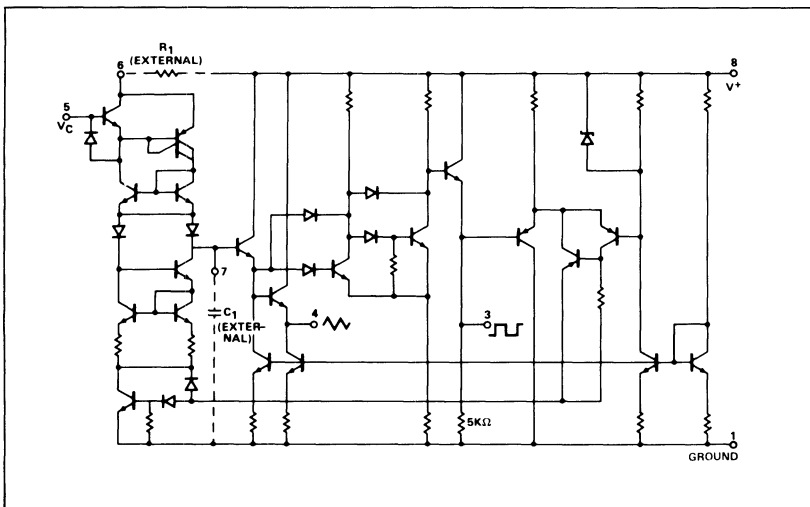 R1
(EXTERNAL)
6
8
V+
5
VC
7
C1
(EXTER-
NAL)
4
3
5KΩ
1
GROUND